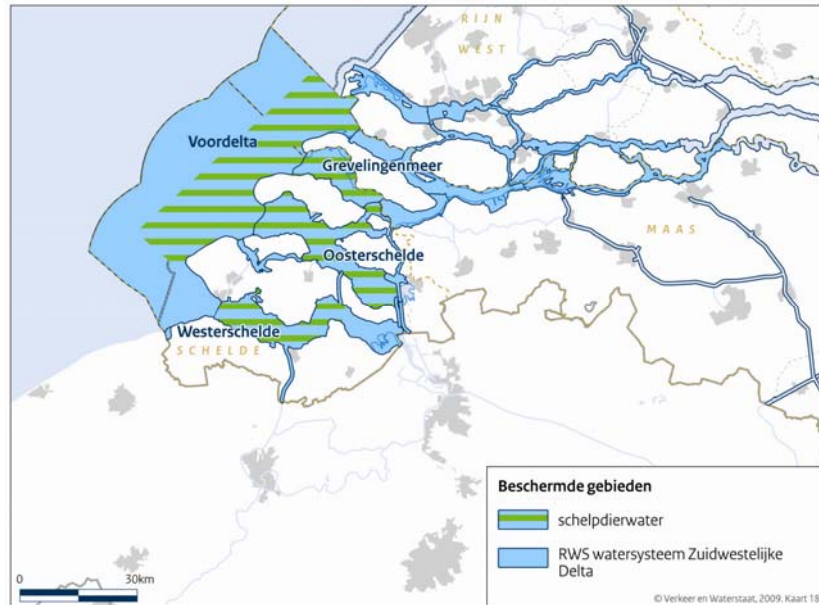 RIJN
WEST
Voordelta
Grevelingenmeer
MAAS
Oosterschelde
Westerschelde
SCHELDE
Beschermde gebieden
schelpdierwater
RWS watersysteem Zuidwestelijke
Delta
0 30km
© Verkeer en Waterstaat, 2009. Kaart 18